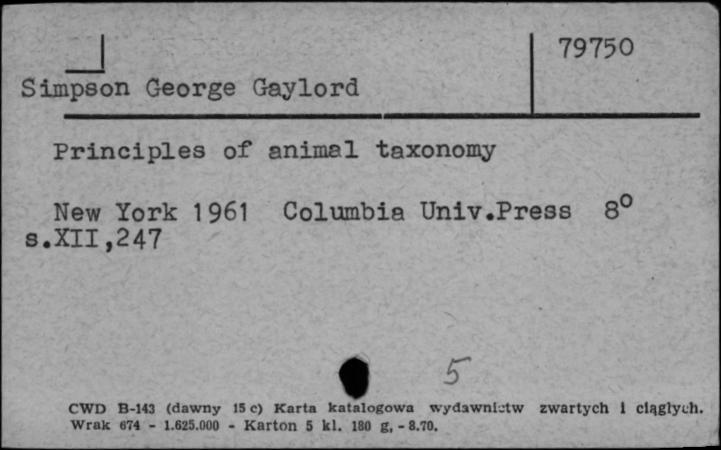 79750
Simpson George Gaylord
Principles of animal taxonomy
New York 1961 Columbia Univ.Press 8⁰
s.XII,247
5
CWD B-143 (dawny 15 c) Karta katalogowa wydawnictw zwartych i ciągłych.
Wrak 674 - 1.625.000 - Karton 5 kl. 180 g. - 8.70.